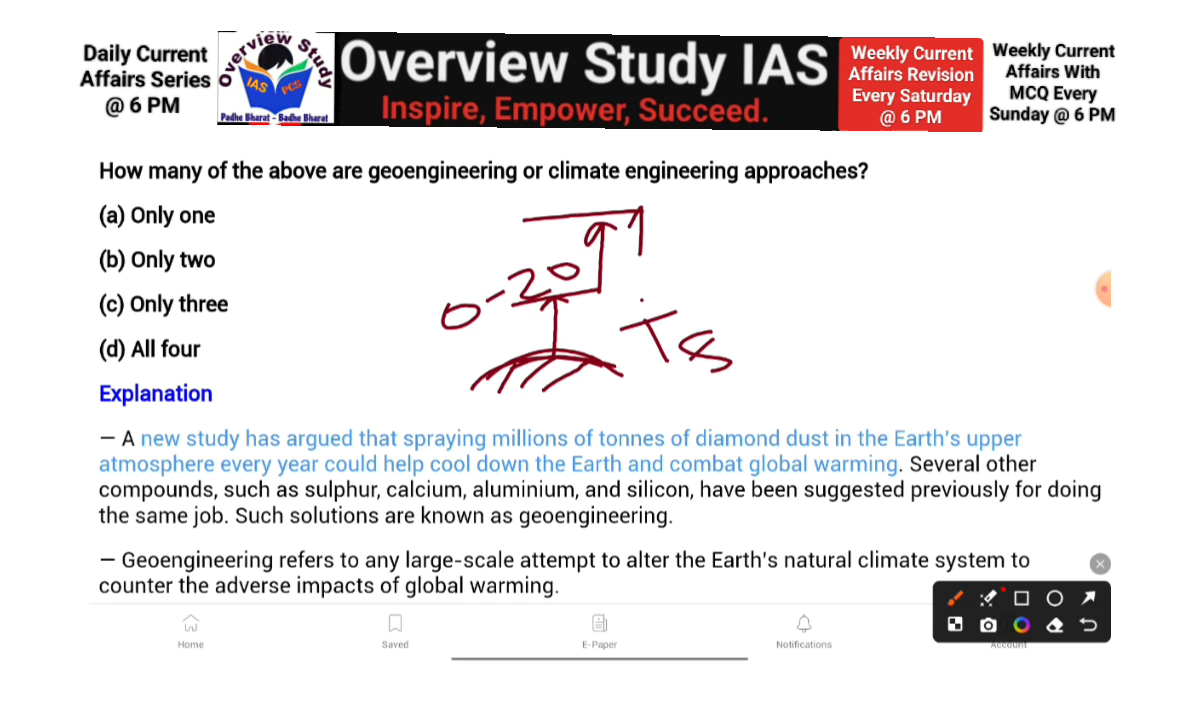 Daily Current
Affairs Series
@ 6 PM
Overview Study
IAS PCS
Padhe Bharat - Badhe Bharat
Overview Study IAS
Inspire, Empower, Succeed.
Weekly Current
Affairs Revision
Every Saturday
@ 6 PM
Weekly Current
Affairs With
MCQ Every
Sunday @ 6 PM
How many of the above are geoengineering or climate engineering approaches?
(a) Only one
(b) Only two
(c) Only three
(d) All four
0-20
TS
Explanation
— A new study has argued that spraying millions of tonnes of diamond dust in the Earth's upper
atmosphere every year could help cool down the Earth and combat global warming. Several other
compounds, such as sulphur, calcium, aluminium, and silicon, have been suggested previously for doing
the same job. Such solutions are known as geoengineering.
— Geoengineering refers to any large-scale attempt to alter the Earth's natural climate system to
counter the adverse impacts of global warming.
Home
Saved
E-Paper
Notifications
Account